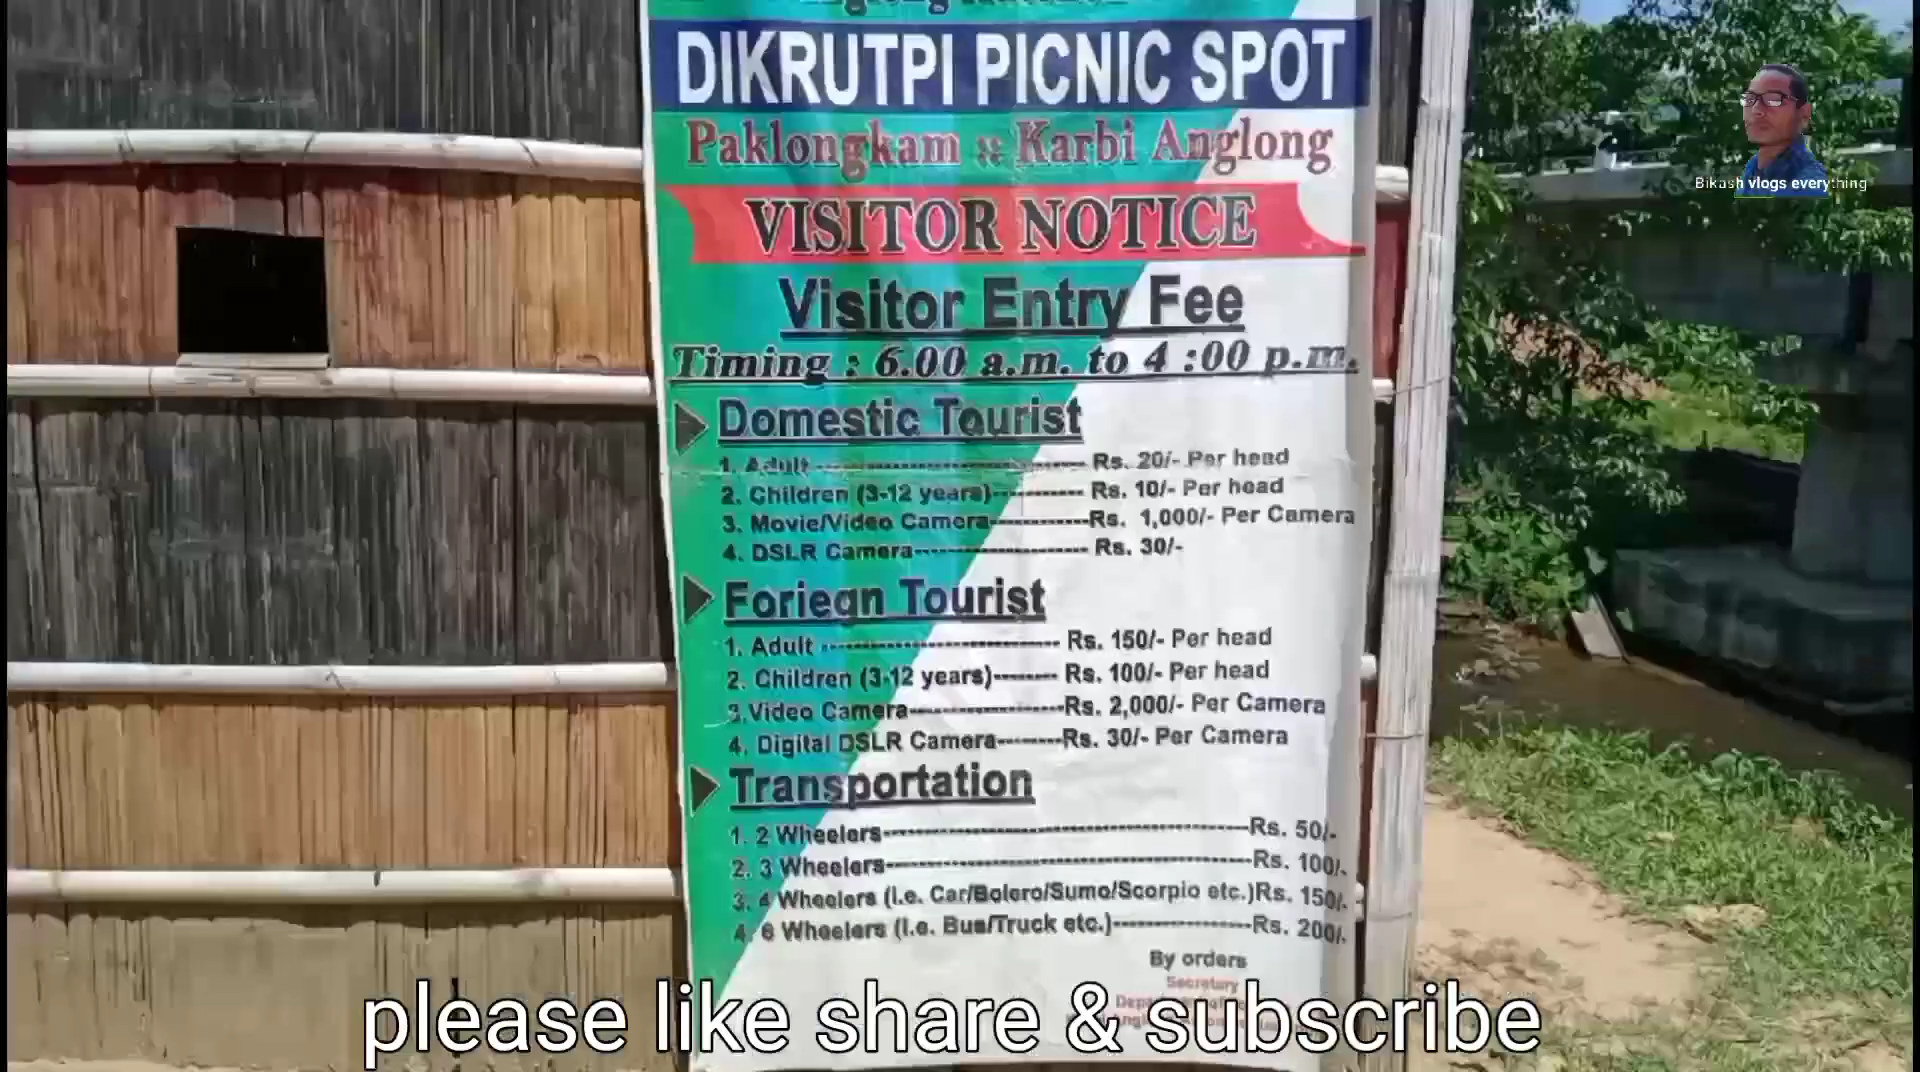 DIKRUTPI PICNIC SPOT
Paklongkam :: Karbi Anglong
VISITOR NOTICE
Visitor Entry Fee
Timing : 6.00 a.m. to 4 :00 p.m.
Domestic Tourist
1. Adult ------------------------------ Rs. 20/- Per head
2. Children (3-12 years)----------- Rs. 10/- Per head
3. Movie/Video Camera-----------Rs. 1,000/- Per Camera
4. DSLR Camera------------------- Rs. 30/-
Foriegn Tourist
1. Adult -------------------------- Rs. 150/- Per head
2. Children (3-12 years)------- Rs. 100/- Per head
3.Video Camera-----------------Rs. 2,000/- Per Camera
4. Digital DSLR Camera-------Rs. 30/- Per Camera
Transportation
1. 2 Wheelers----------------------------------------Rs. 50/-
2. 3 Wheelers----------------------------------------Rs. 100/-
3. 4 Wheelers (i.e. Car/Bolero/Sumo/Scorpio etc.)Rs. 150/-
4. 6 Wheelers (i.e. Bus/Truck etc.)---------------Rs. 200/-
By orders
Secretary
please like share & subscribe
Bikash vlogs everything